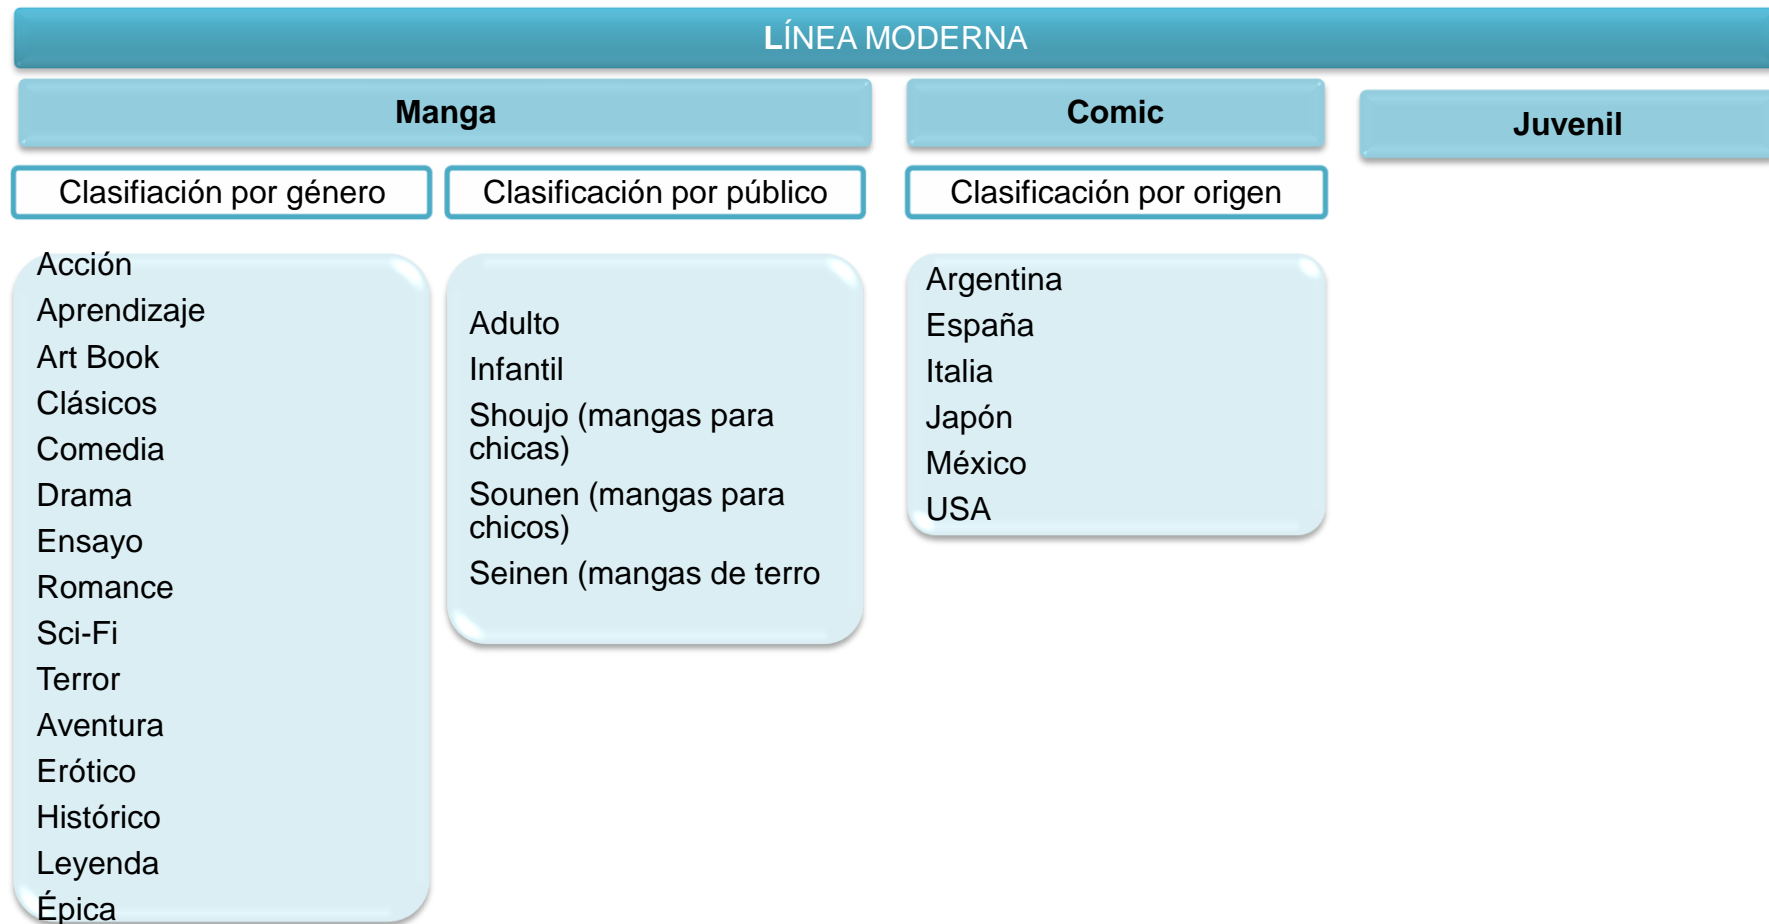 LÍNEA MODERNA
Manga
Comic
Juvenil
Clasifiación por género
Clasificación por público
Clasificación por origen
Acción
Aprendizaje
Art Book
Clásicos
Comedia
Drama
Ensayo
Romance
Sci-Fi
Terror
Aventura
Erótico
Histórico
Leyenda
Épica
Adulto
Infantil
Shoujo (mangas para
chicas)
Sounen (mangas para
chicos)
Seinen (mangas de terro
Argentina
España
Italia
Japón
México
USA